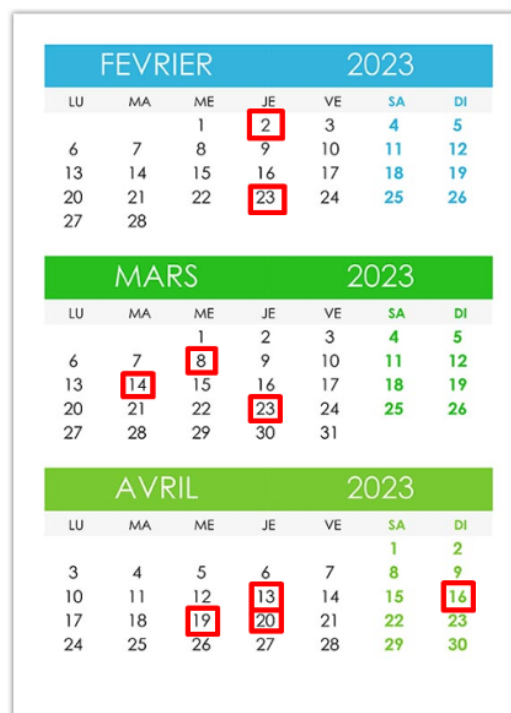 FEVRIER 2023
LU MA ME JE VE SA DI
1 2 3 4 5
6 7 8 9 10 11 12
13 14 15 16 17 18 19
20 21 22 23 24 25 26
27 28
MARS 2023
LU MA ME JE VE SA DI
1 2 3 4 5
6 7 8 9 10 11 12
13 14 15 16 17 18 19
20 21 22 23 24 25 26
27 28 29 30 31
AVRIL 2023
LU MA ME JE VE SA DI
1 2
3 4 5 6 7 8 9
10 11 12 13 14 15 16
17 18 19 20 21 22 23
24 25 26 27 28 29 30